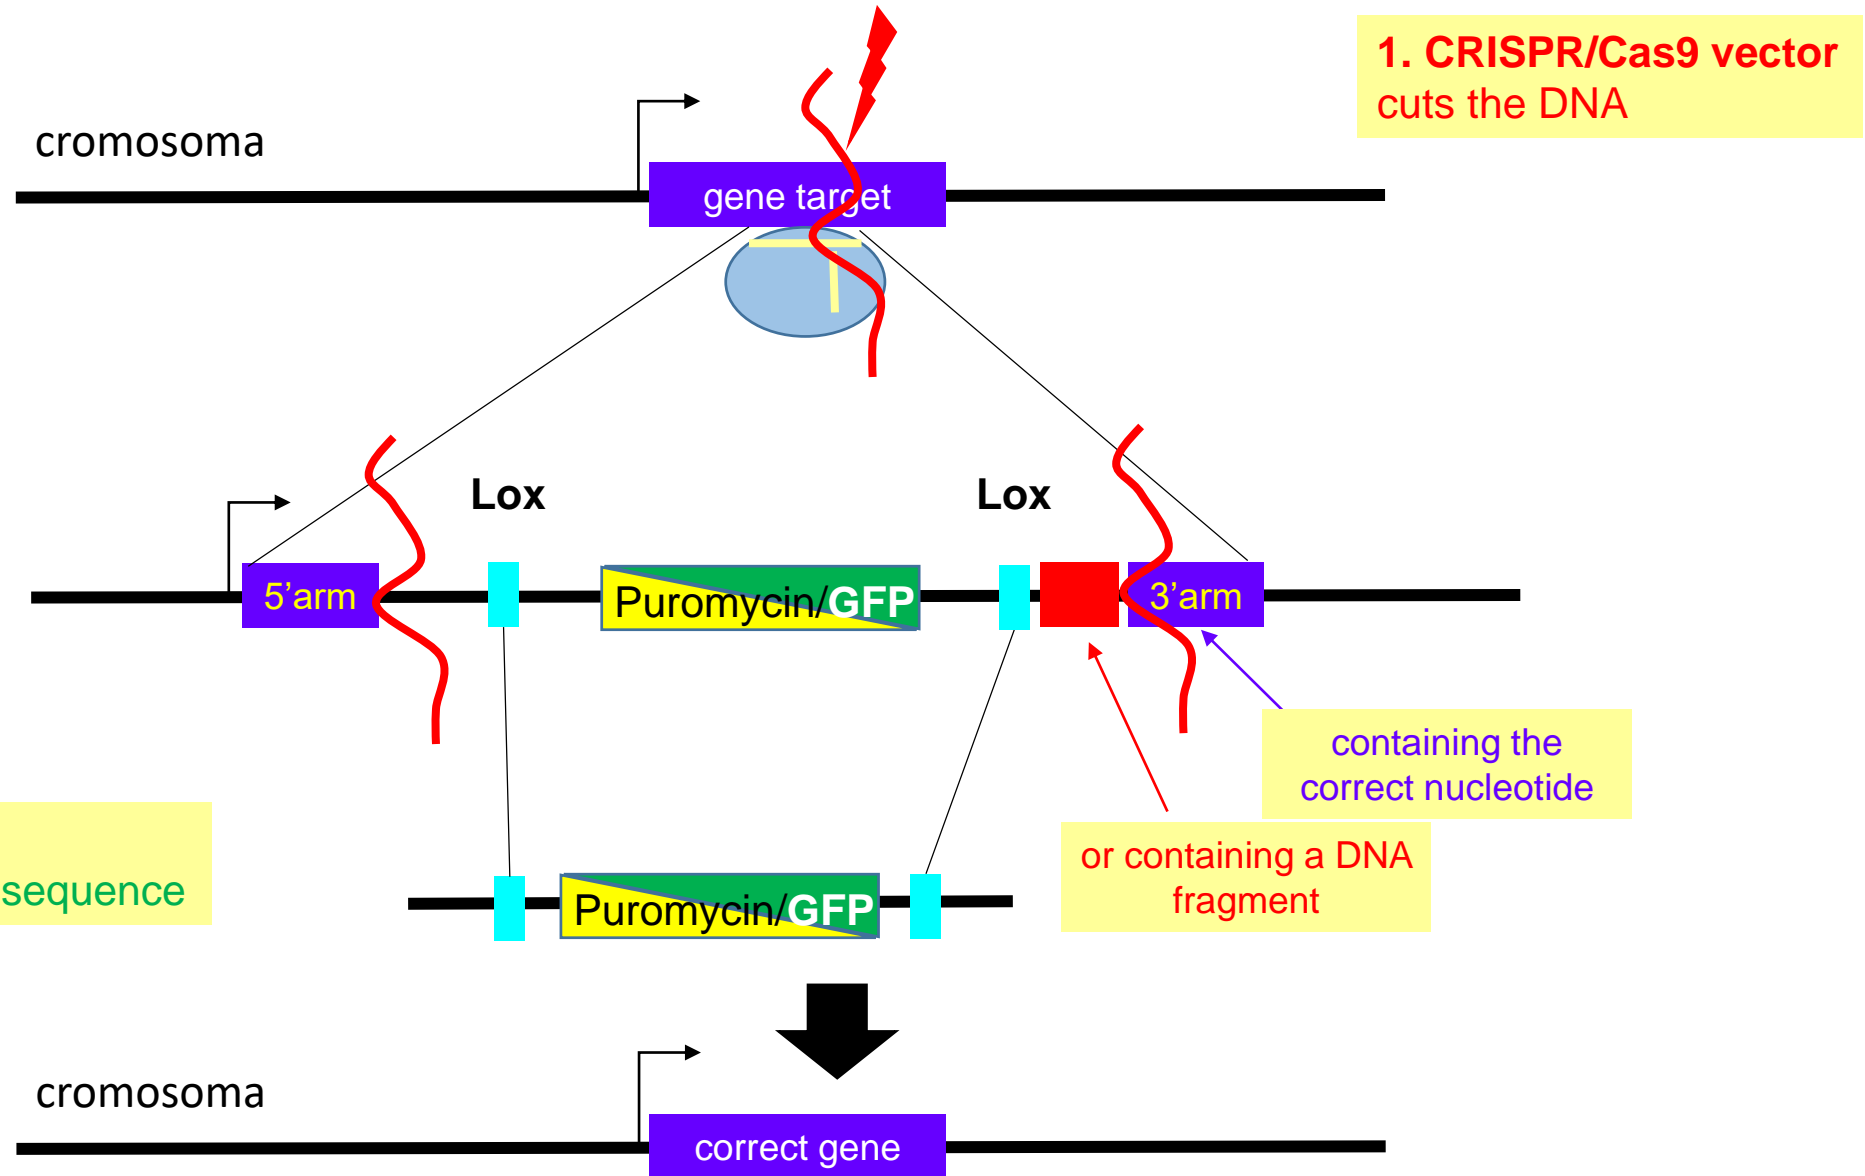 1. CRISPR/Cas9 vector
cuts the DNA
cromosoma
gene target
Lox
Lox
5'arm
Puromycin/GFP
3'arm
containing the
correct nucleotide
or containing a DNA
fragment
sequence
Puromycin/GFP
cromosoma
correct gene